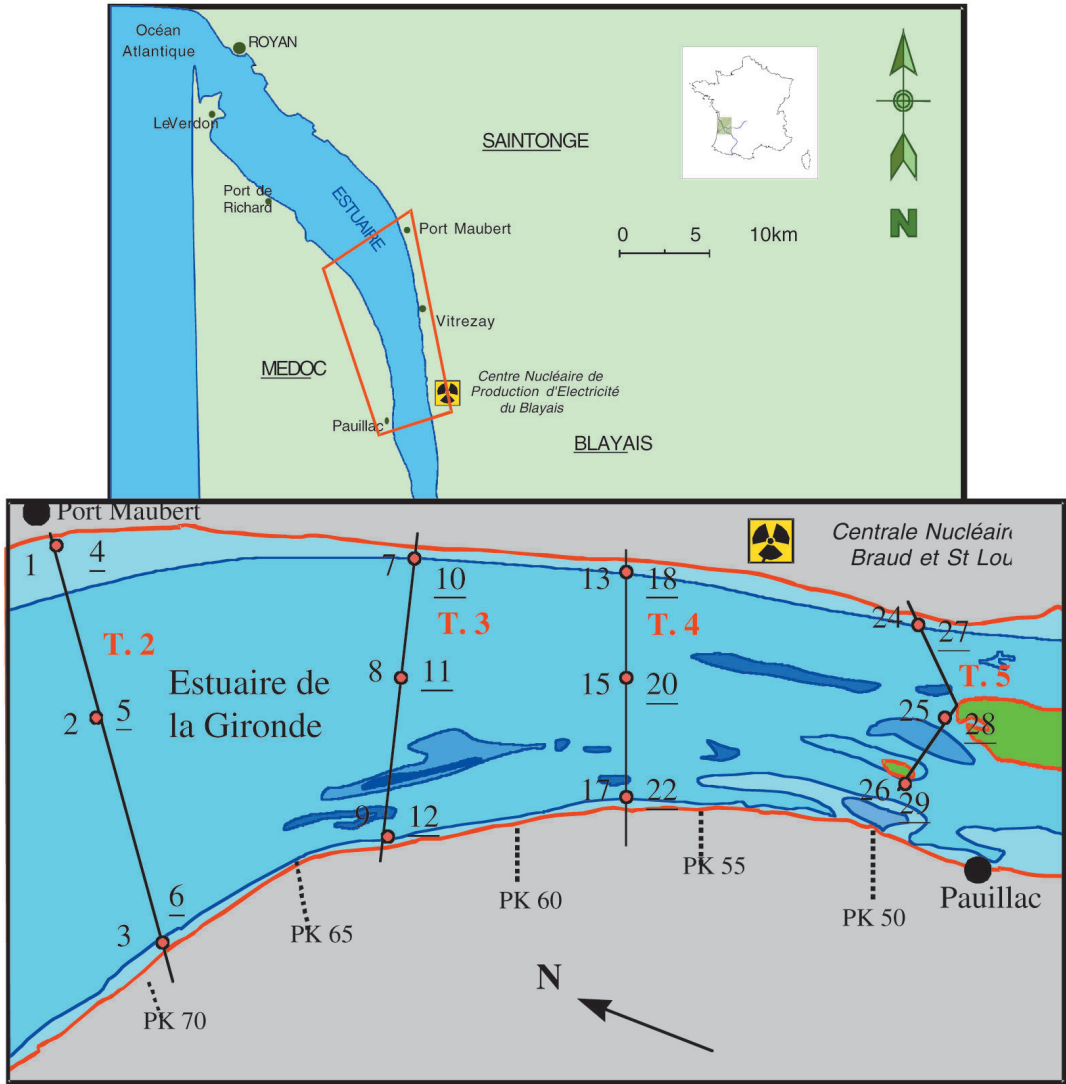 Océan
Atlantique
ROYAN
Le Verdon
SAINTONGE
Port de
Richard
ESTUAIRE
Port Maubert
0 5 10km
N
Vitrezay
MEDOC
Centre Nucléaire de
Production d'Electricité
du Blayais
Pauillac
BLAYAIS
Port Maubert
Centrale Nucléaire
Braud et St Lou
1 4
7 10
13 18
24 27
T. 2
T. 3
T. 4
T. 5
Estuaire de
la Gironde
2 5
8 11
15 20
25 28
26 29
17 22
9 12
3 6
PK 70
PK 65
PK 60
PK 55
PK 50
Pauillac
N